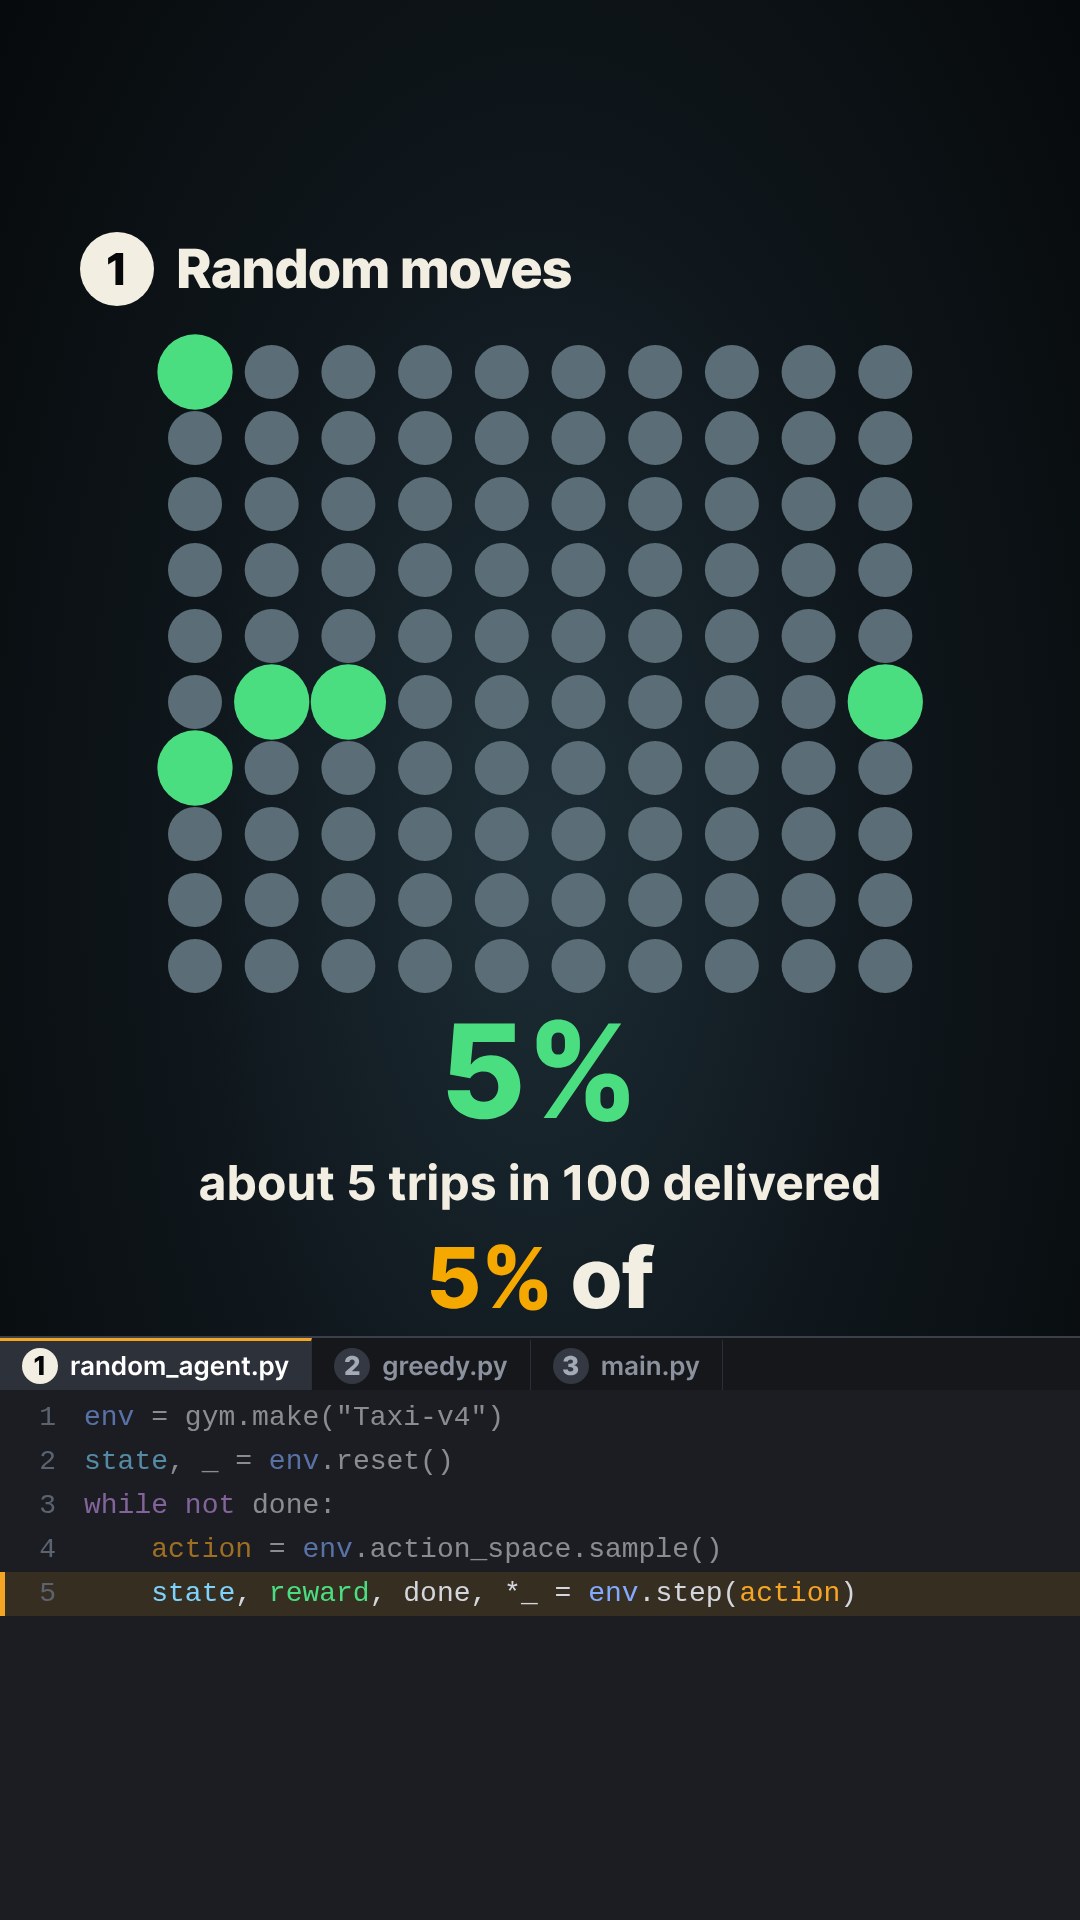 1 Random moves
5%
about 5 trips in 100 delivered
5% of
1 random_agent.py 2 greedy.py 3 main.py
1 env = gym.make("Taxi-v4")
2 state, _ = env.reset()
3 while not done:
4 action = env.action_space.sample()
5 state, reward, done, *_ = env.step(action)